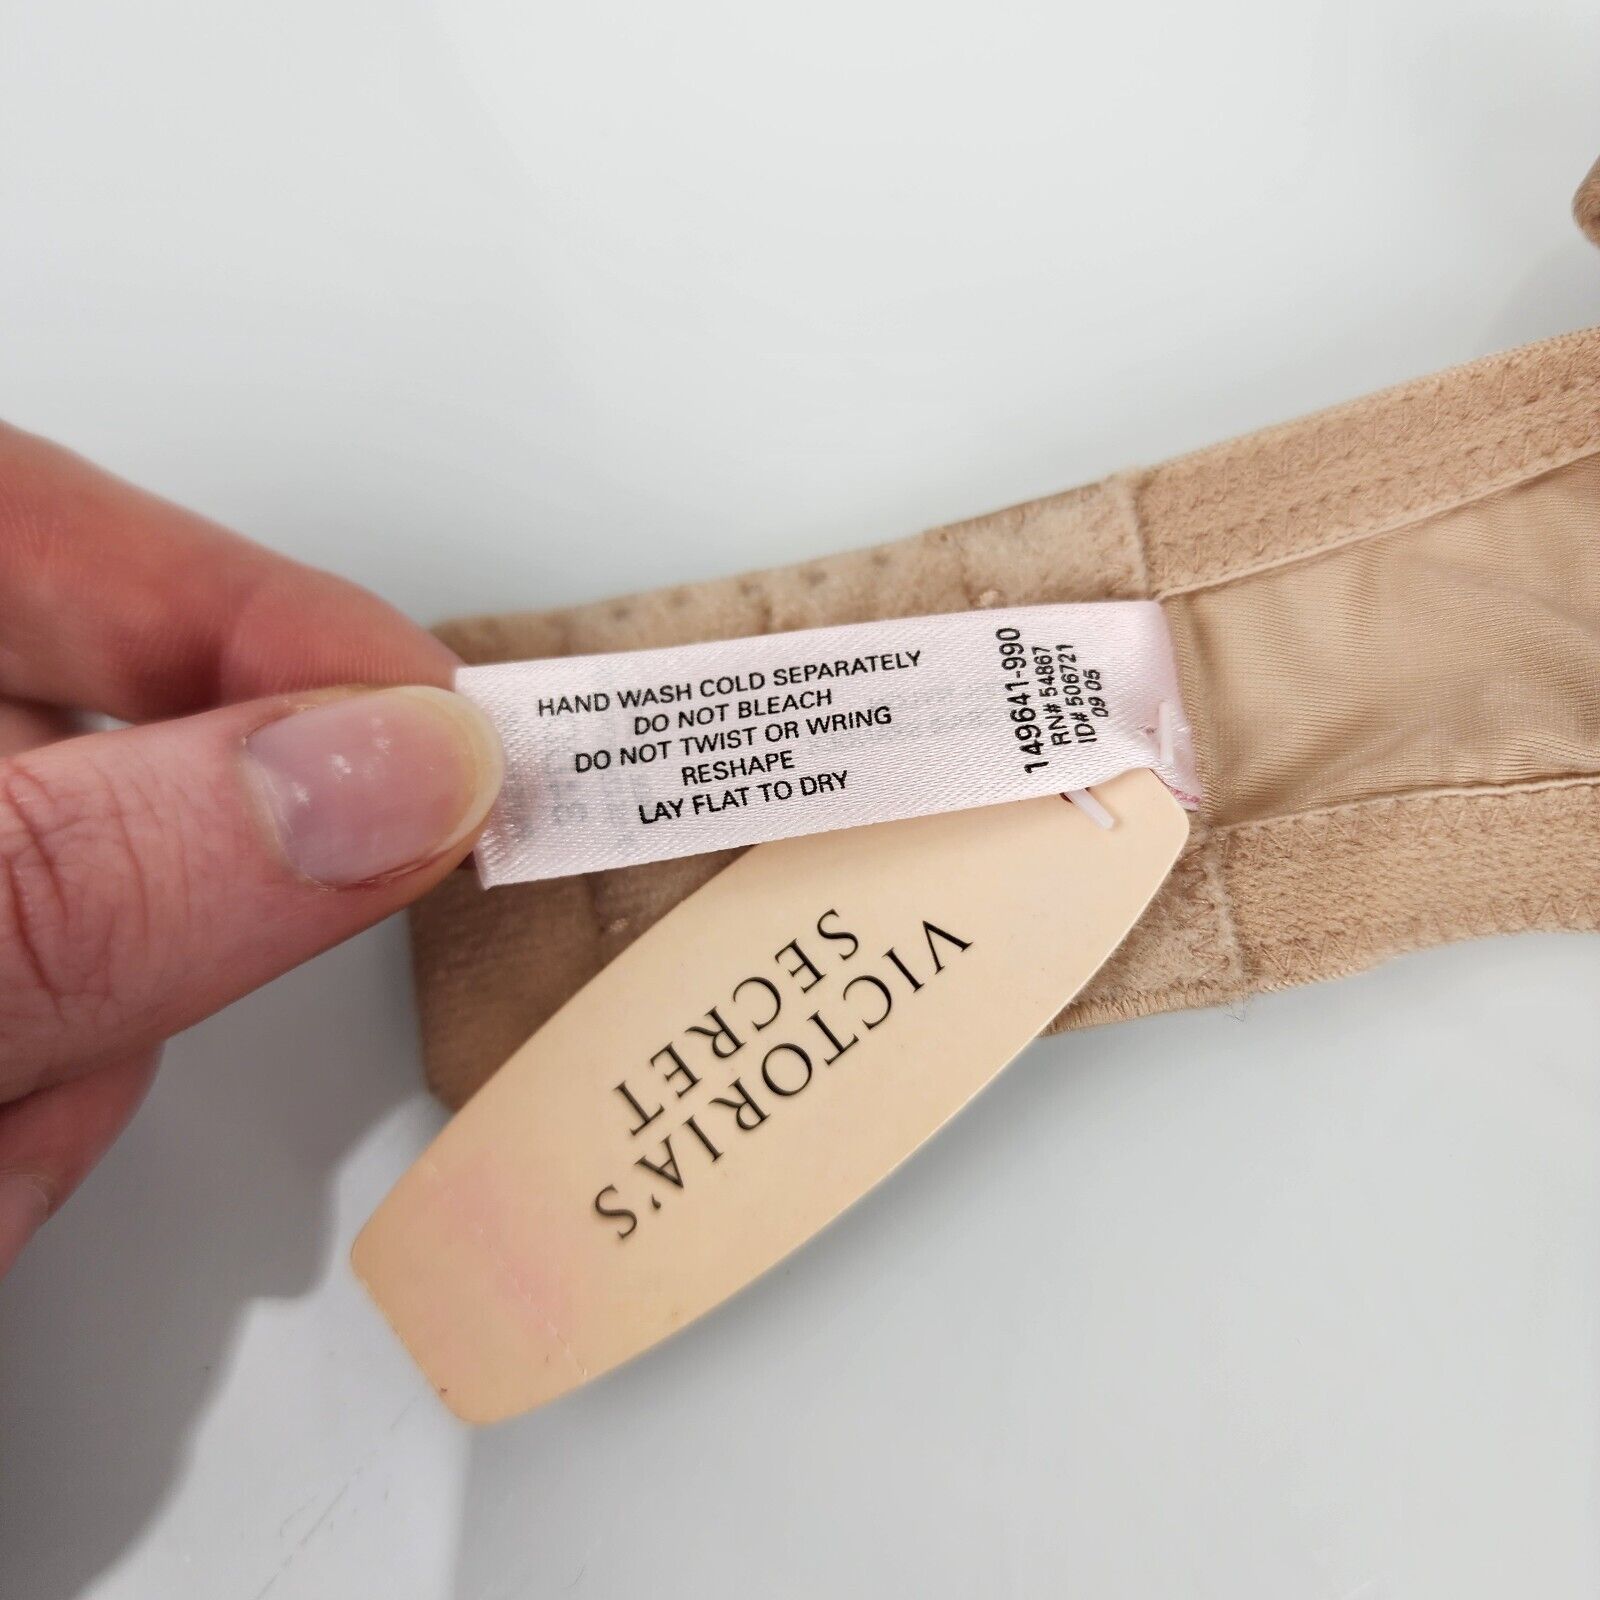 HAND WASH COLD SEPARATELY
DO NOT BLEACH
DO NOT TWIST OR WRING
RESHAPE
LAY FLAT TO DRY
149641-990
RN# 54867
ID# 506721
09 05
VICTORIA'S
SECRET